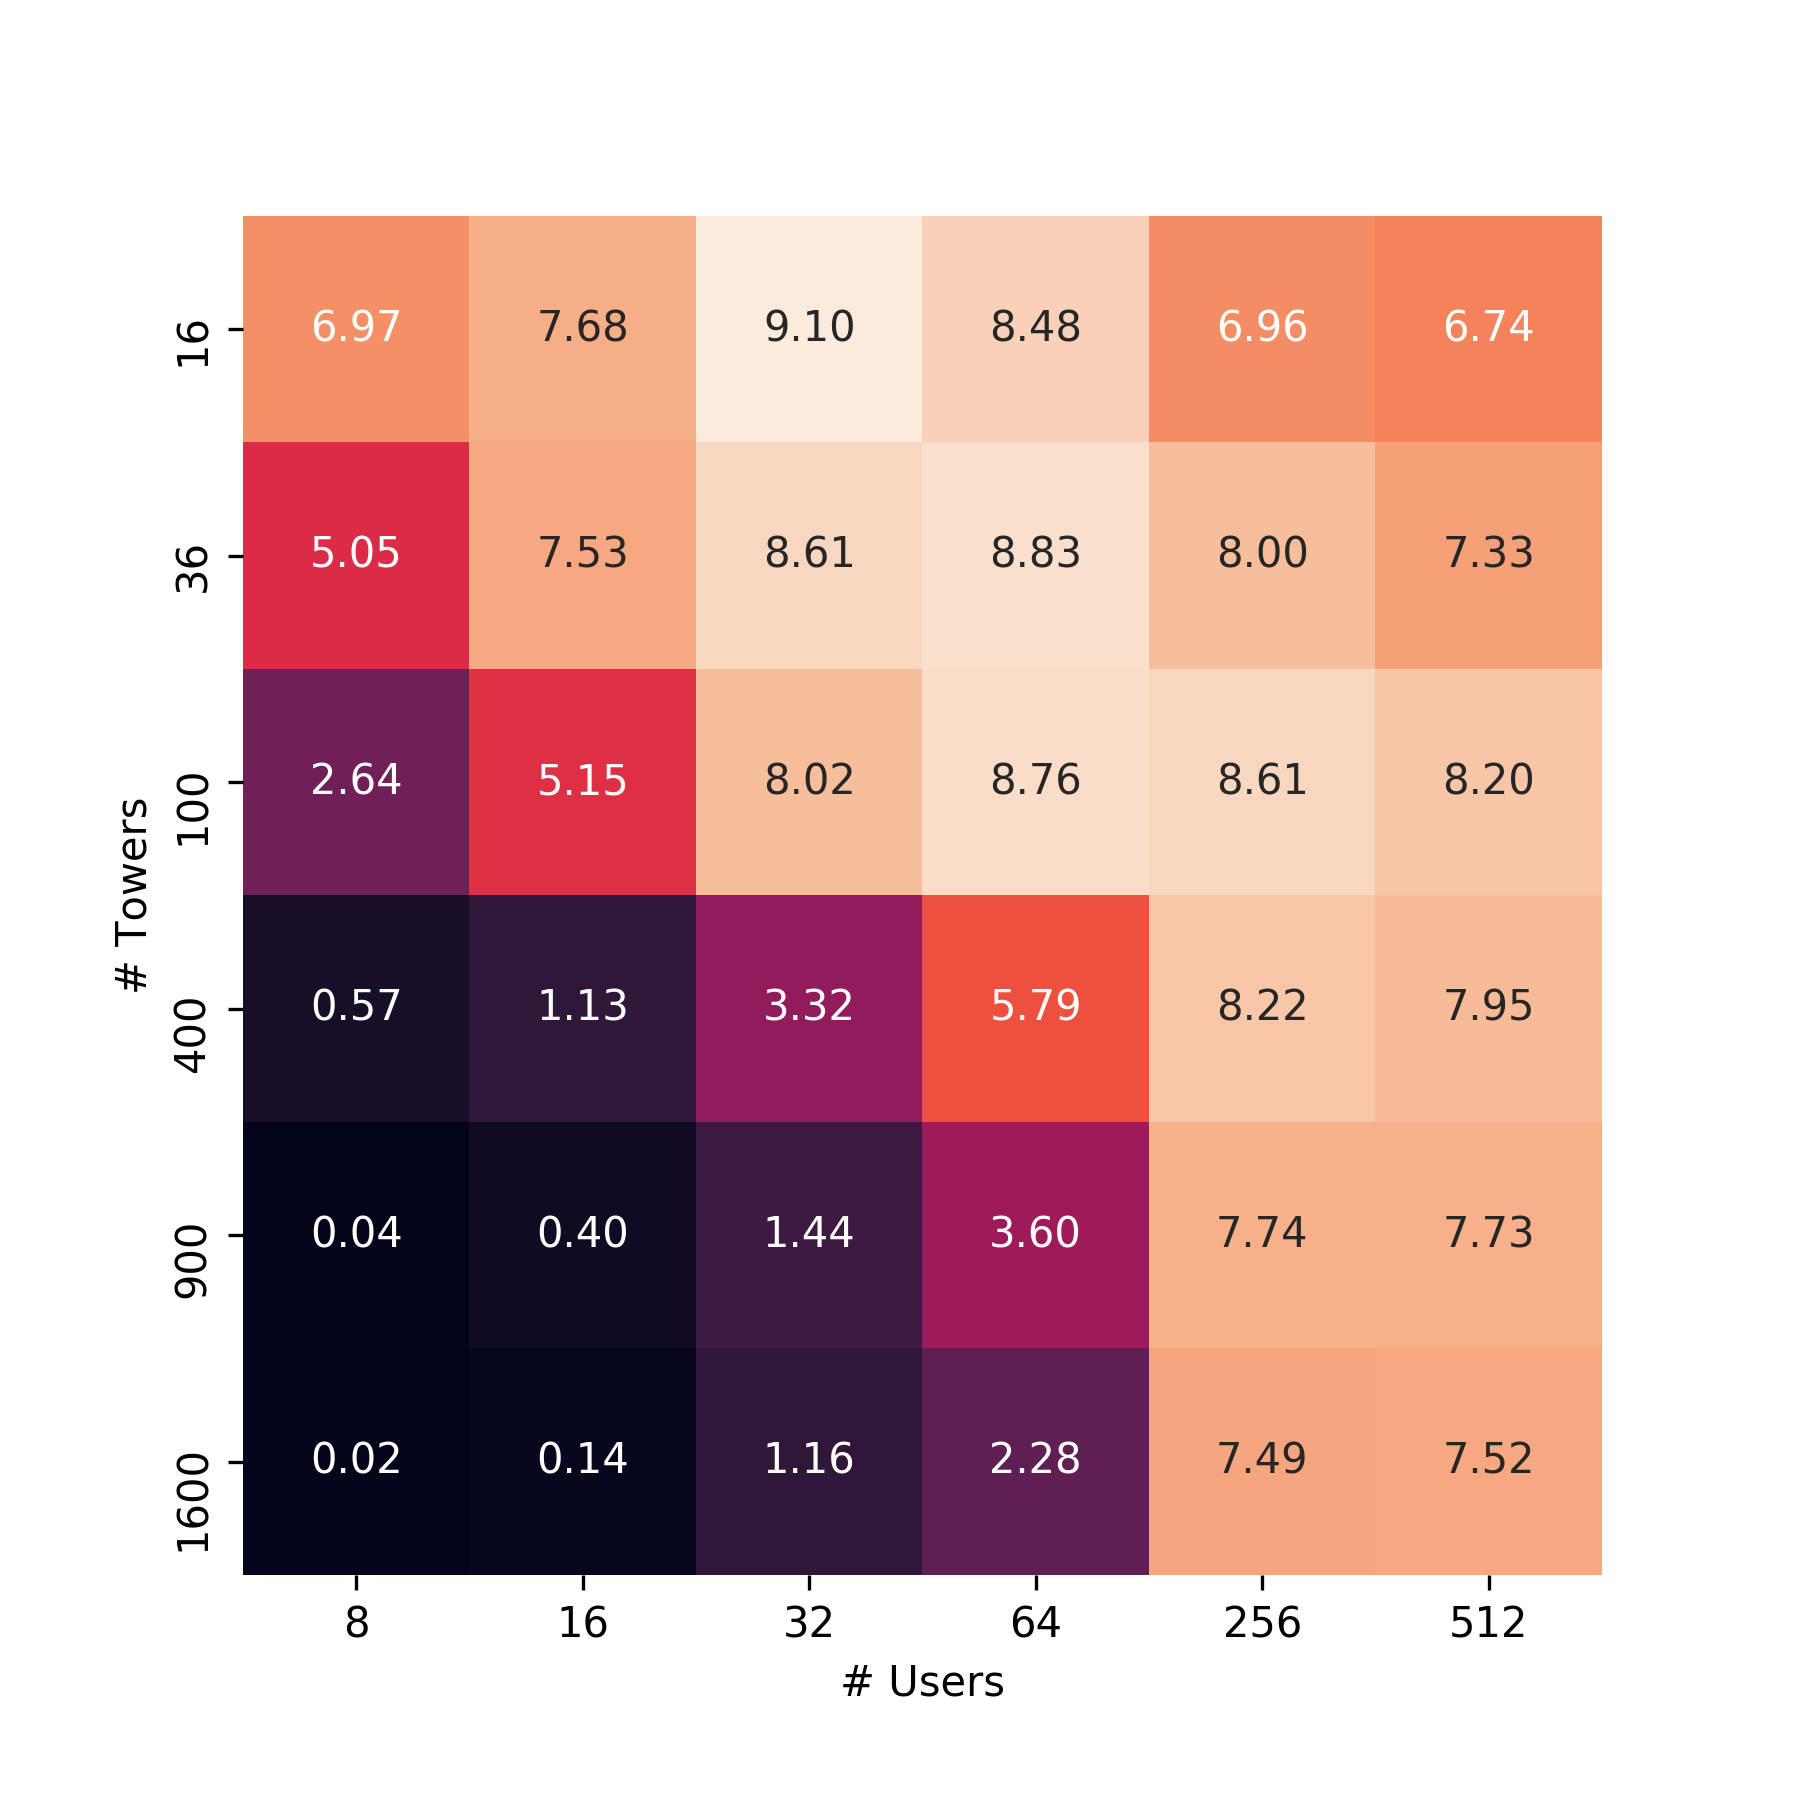 16 6.97 7.68 9.10 8.48 6.96 6.74
36 5.05 7.53 8.61 8.83 8.00 7.33
100 2.64 5.15 8.02 8.76 8.61 8.20
# Towers
400 0.57 1.13 3.32 5.79 8.22 7.95
900 0.04 0.40 1.44 3.60 7.74 7.73
1600 0.02 0.14 1.16 2.28 7.49 7.52
8 16 32 64 256 512
# Users